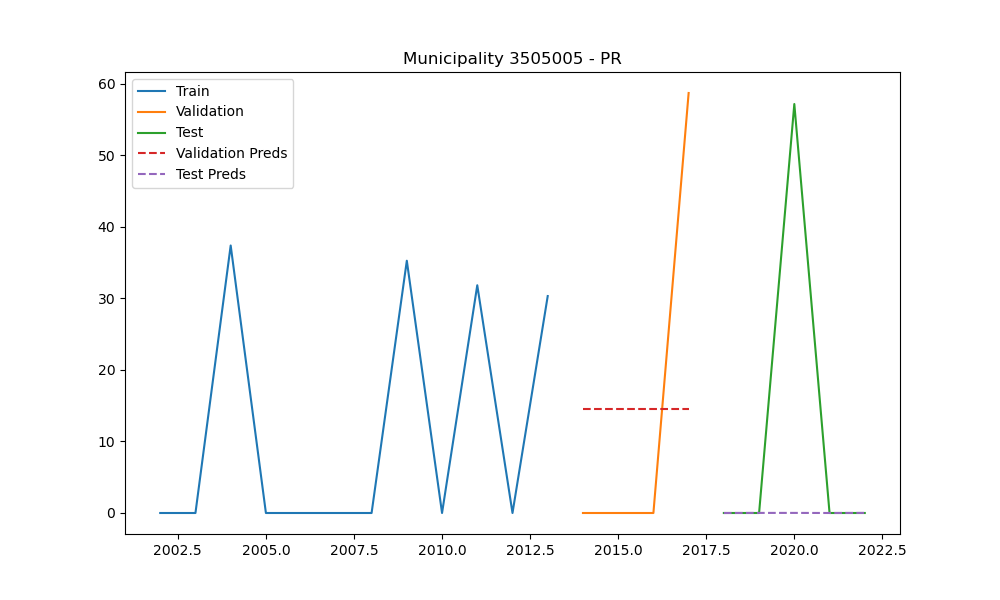 Municipality 3505005 - PR
Train
Validation
Test
Validation Preds
Test Preds
60
50
40
30
20
10
0
2002.5 2005.0 2007.5 2010.0 2012.5 2015.0 2017.5 2020.0 2022.5